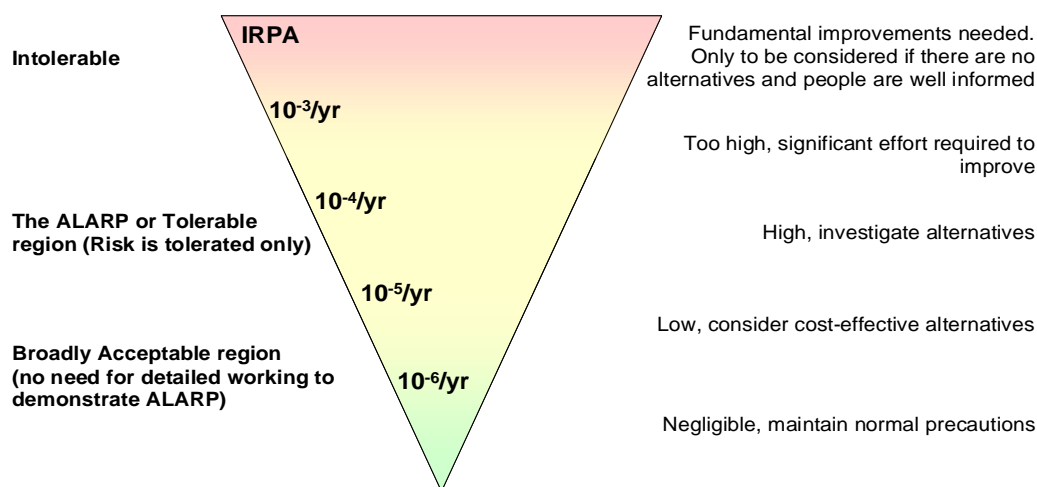 IRPA
Intolerable
Fundamental improvements needed.
Only to be considered if there are no
alternatives and people are well informed
10⁻³/yr
Too high, significant effort required to
improve
10⁻⁴/yr
The ALARP or Tolerable
region (Risk is tolerated only)
High, investigate alternatives
10⁻⁵/yr
Low, consider cost-effective alternatives
Broadly Acceptable region
(no need for detailed working to
demonstrate ALARP)
10⁻⁶/yr
Negligible, maintain normal precautions